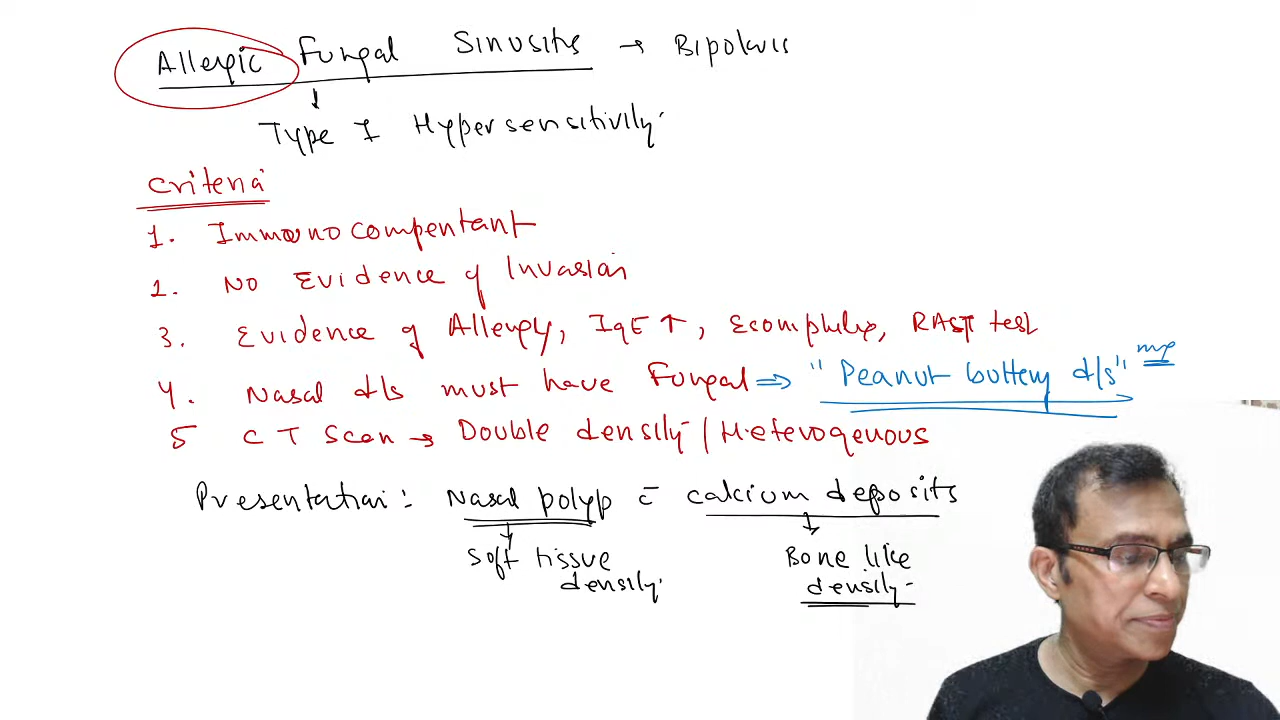 Allergic Fungal Sinusitis → Bipolaris
↓
Type I Hypersensitivity
Criteria
1. Immunocompentant
2. No Evidence of Invasion
3. Evidence of Allergy, IgE ↑, Eosinophilia, RAST test
4. Nasal d/s must have Fungal ⇒ "Peanut buttery d/s" imp
5 CT Scan → Double density / Heterogenous
Presentation: Nasal polyp c̄ calcium deposits
↓ ↓
Soft tissue density Bone like density